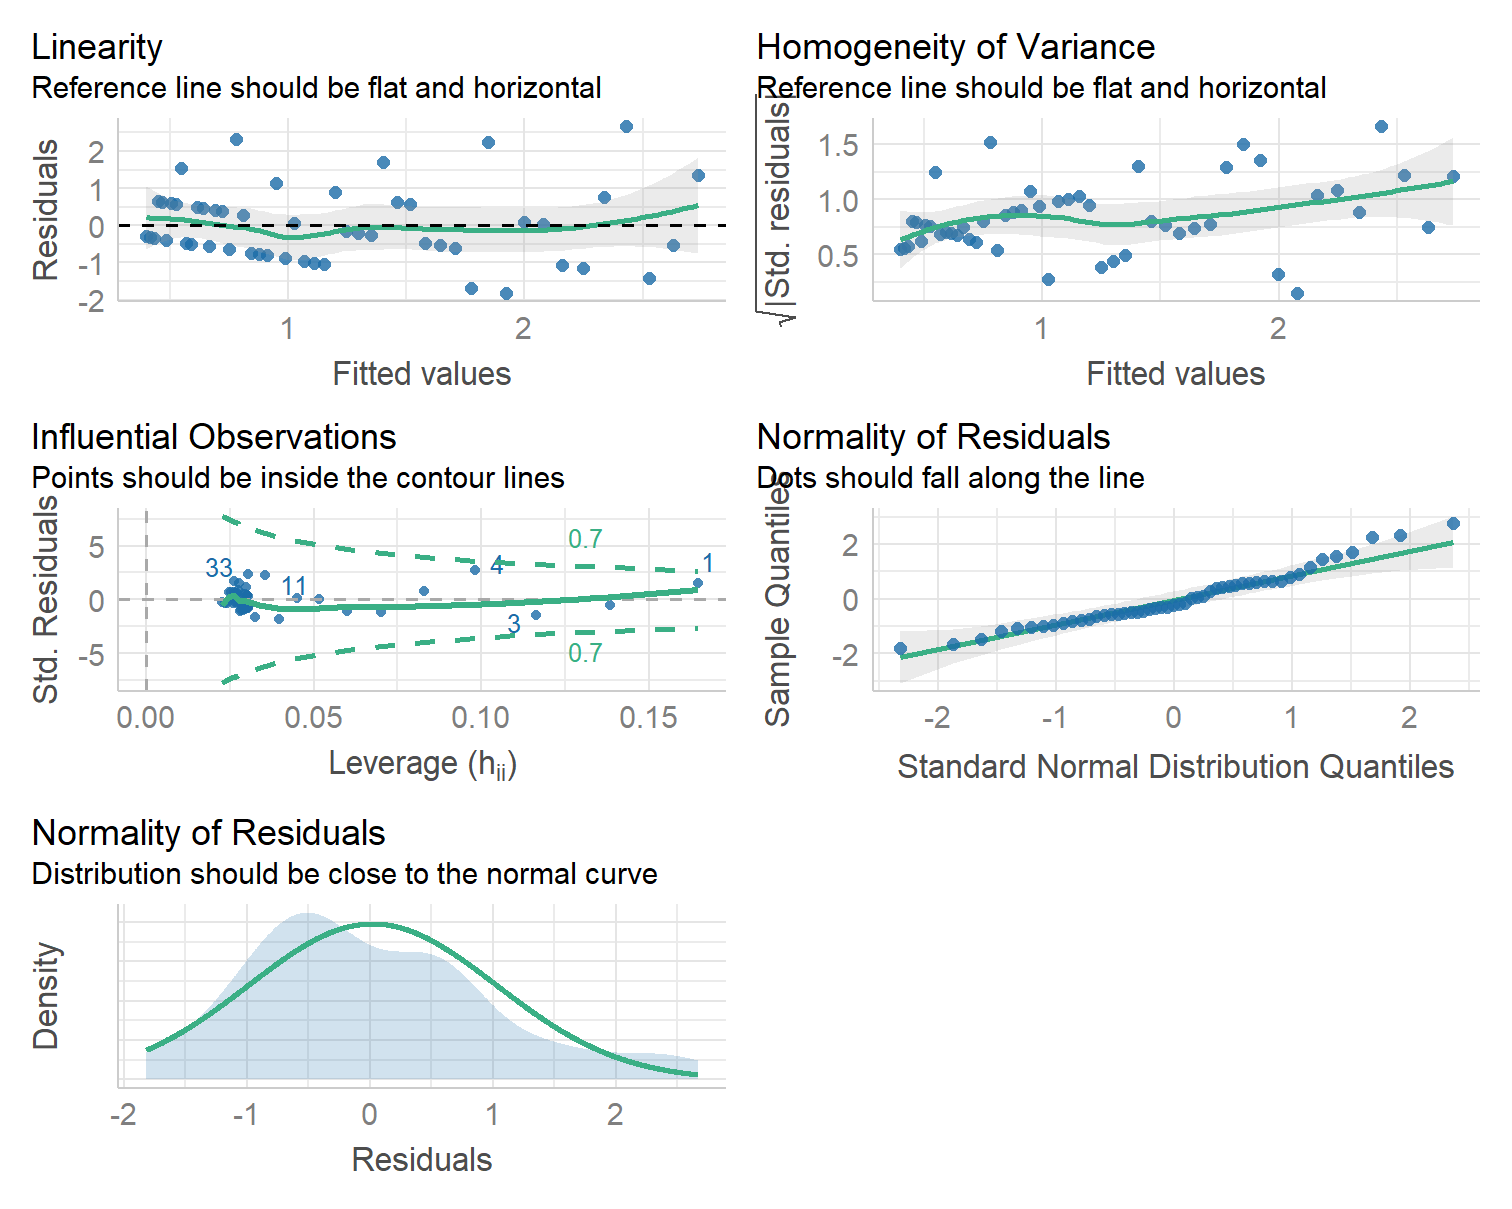 Linearity
Reference line should be flat and horizontal
Residuals
2
1
0
-1
-2
1
2
Fitted values
Homogeneity of Variance
Reference line should be flat and horizontal
√|Std. residuals|
1.5
1.0
0.5
1
2
Fitted values
Influential Observations
Points should be inside the contour lines
Std. Residuals
5
0
-5
0.7
33
11
4
1
3
0.7
0.00
0.05
0.10
0.15
Leverage (hii)
Normality of Residuals
Dots should fall along the line
Sample Quantiles
2
0
-2
-2
-1
0
1
2
Standard Normal Distribution Quantiles
Normality of Residuals
Distribution should be close to the normal curve
Density
-2
-1
0
1
2
Residuals